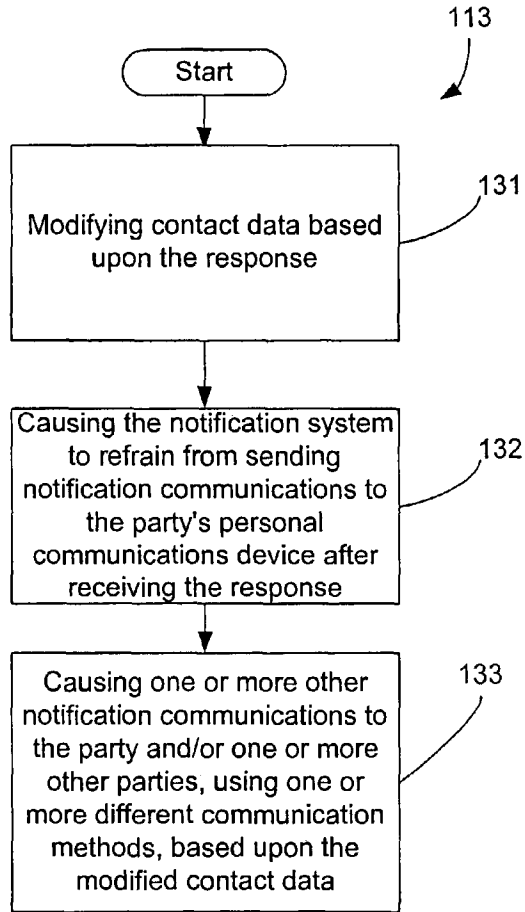 113
Start
Modifying contact data based
upon the response
131
Causing the notification system
to refrain from sending
notification communications to
the party's personal
communications device after
receiving the response
132
Causing one or more other
notification communications to
the party and/or one or more
other parties, using one or
more different communication
methods, based upon the
modified contact data
133